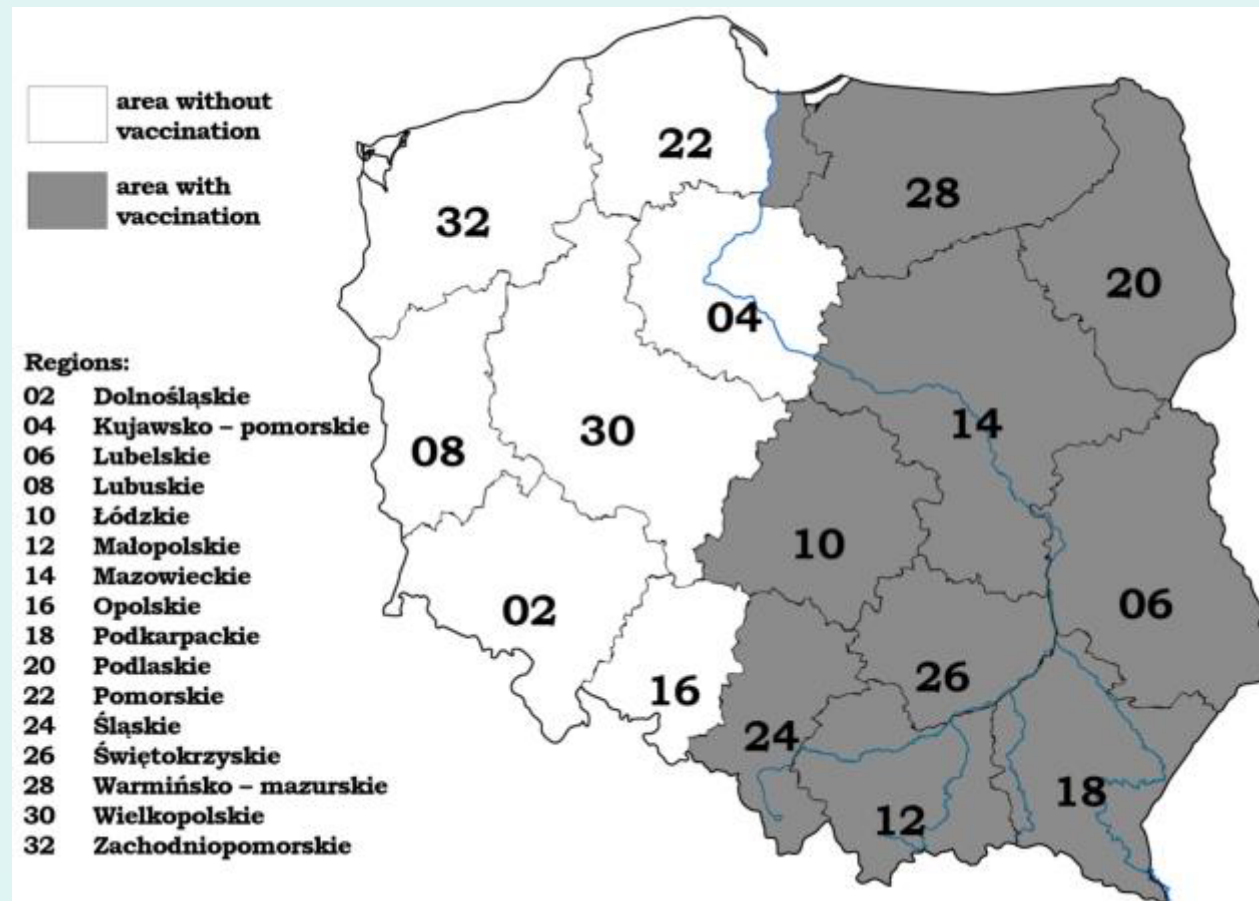 area without
vaccination
area with
vaccination
Regions:
02 Dolnośląskie
04 Kujawsko – pomorskie
06 Lubelskie
08 Lubuskie
10 Łódzkie
12 Małopolskie
14 Mazowieckie
16 Opolskie
18 Podkarpackie
20 Podlaskie
22 Pomorskie
24 Śląskie
26 Świętokrzyskie
28 Warmińsko – mazurskie
30 Wielkopolskie
32 Zachodniopomorskie
22
28
32
20
04
14
30
08
10
02
06
26
16
24
18
12